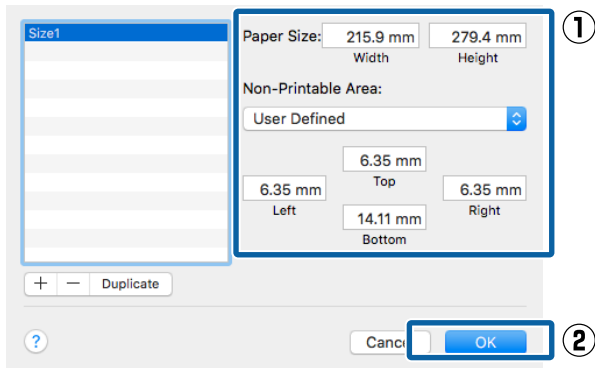 Size1
Paper Size: 215.9 mm 279.4 mm ①
Width Height
Non-Printable Area:
User Defined
6.35 mm
Top
6.35 mm 6.35 mm
Left Right
14.11 mm
Bottom
+ − Duplicate
? OK ②